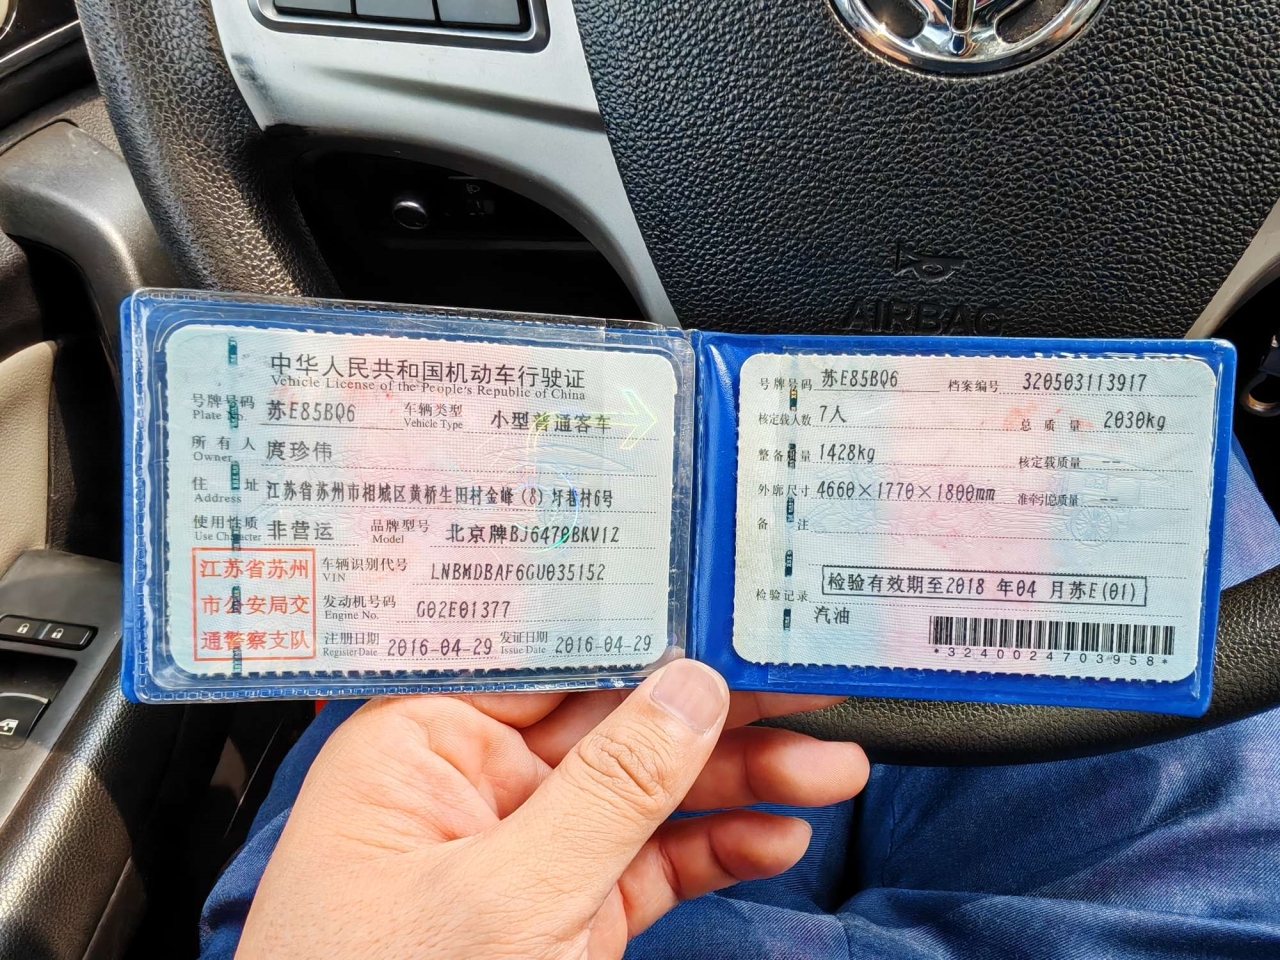 AIRBAG
中华人民共和国机动车行驶证
Vehicle License of the People's Republic of China
号牌号码 苏E85BQ6 车辆类型 小型普通客车
Plate No. Vehicle Type
所有人 庹珍伟
Owner
住址 江苏省苏州市相城区黄桥生田村金峰(8)圩巷村6号
Address
使用性质 非营运 品牌型号 北京牌BJ6470BKV1Z
Use Character Model
江苏省苏州
市公安局交
通警察支队
车辆识别代号 LNBMDBAF6GU035152
VIN
发动机号码 G02E01377
Engine No.
注册日期 2016-04-29 发证日期 2016-04-29
Register Date Issue Date
号牌号码 苏E85BQ6 档案编号 320503113917
核定载人数 7人 总质量 2030kg
整备质量 1428kg 核定载质量 --
外廓尺寸 4660×1770×1800mm 准牵引总质量 --
备注
检验有效期至2018 年04 月苏E(01)
检验记录
汽油
*3240024703958*